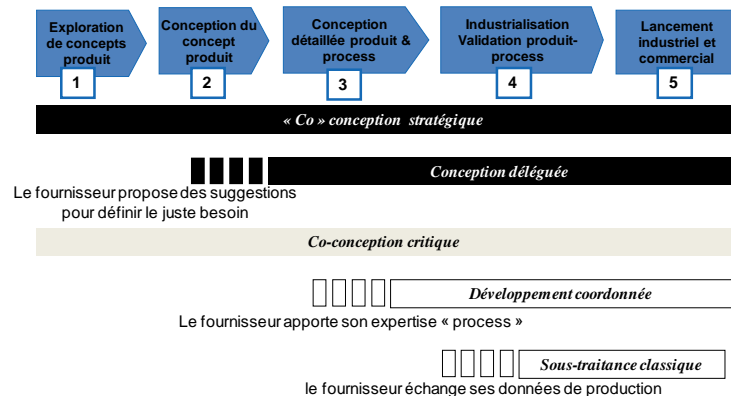 Exploration
de concepts
produit
1
Conception du
concept
produit
2
Conception
détaillée produit &
process
3
Industrialisation
Validation produit-
process
4
Lancement
industriel et
commercial
5
« Co » conception stratégique
Conception déléguée
Le fournisseur propose des suggestions
pour définir le juste besoin
Co-conception critique
Développement coordonnée
Le fournisseur apporte son expertise « process »
Sous-traitance classique
le fournisseur échange ses données de production